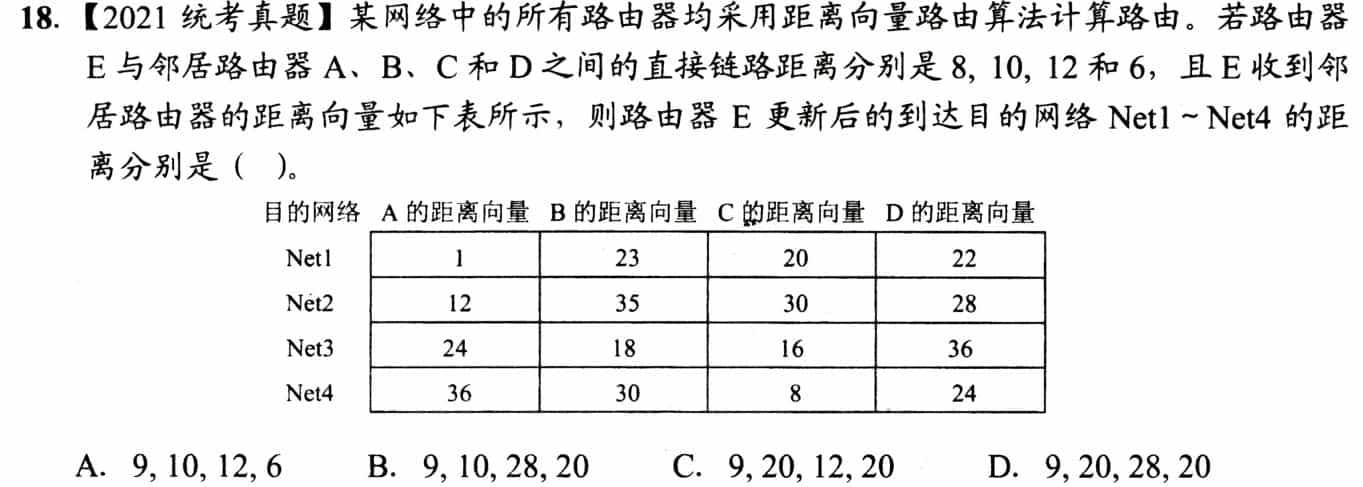 18. 【2021 统考真题】某网络中的所有路由器均采用距离向量路由算法计算路由。若路由器
E 与邻居路由器 A、B、C 和 D 之间的直接链路距离分别是 8, 10, 12 和 6，且 E 收到邻
居路由器的距离向量如下表所示，则路由器 E 更新后的到达目的网络 Net1 ~ Net4 的距
离分别是（ ）。
目的网络 A 的距离向量 B 的距离向量 C 的距离向量 D 的距离向量
Net1 1 23 20 22
Net2 12 35 30 28
Net3 24 18 16 36
Net4 36 30 8 24
A. 9, 10, 12, 6 B. 9, 10, 28, 20 C. 9, 20, 12, 20 D. 9, 20, 28, 20